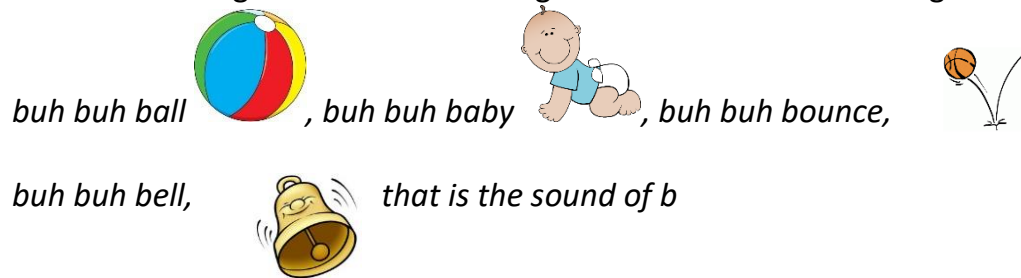 buh buh ball , buh buh baby , buh buh bounce,
buh buh bell, that is the sound of b